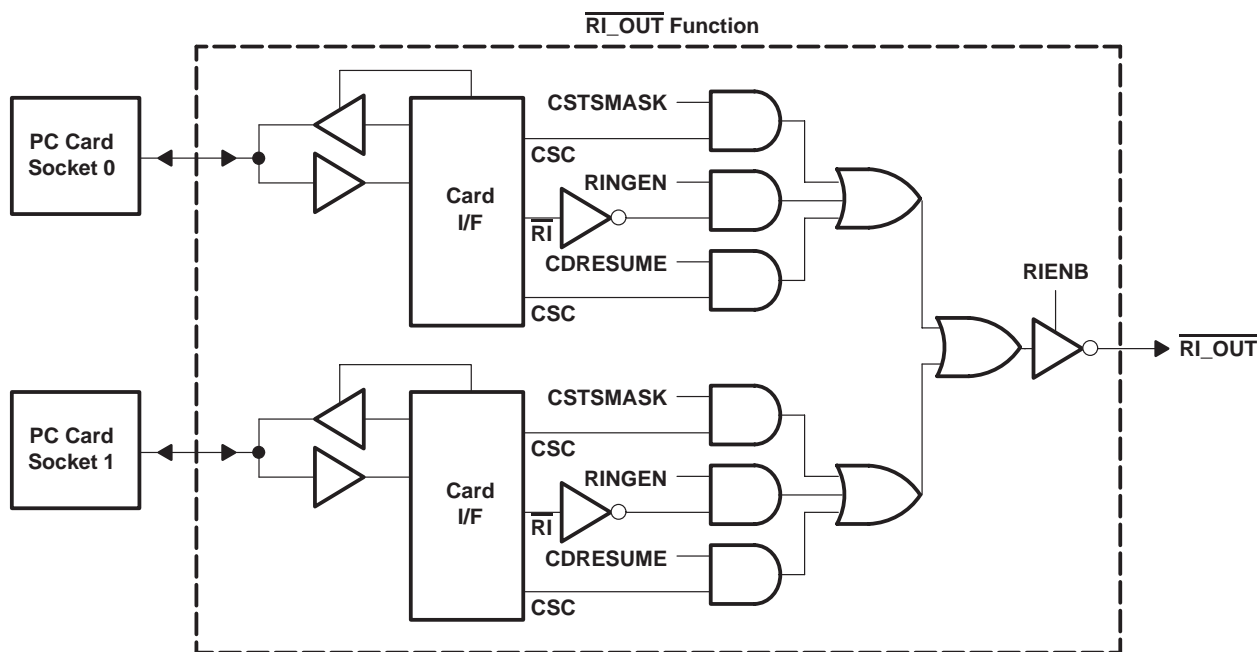 RI_OUT Function
PC Card
Socket 0
Card
I/F
CSTSMASK
CSC
RINGEN
RI
CDRESUME
CSC
RIENB
RI_OUT
PC Card
Socket 1
Card
I/F
CSTSMASK
CSC
RINGEN
RI
CDRESUME
CSC